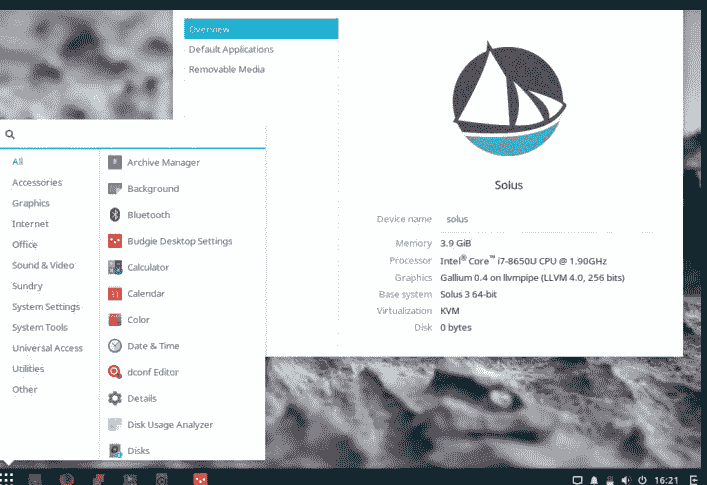 Overview
Default Applications
Removable Media
Solus
Device name solus
Memory 3.9 GiB
Processor Intel® Core™ i7-8650U CPU @ 1.90GHz
Graphics Gallium 0.4 on llvmpipe (LLVM 4.0, 256 bits)
Base system Solus 3 64-bit
Virtualization KVM
Disk 0 bytes
All
Accessories
Graphics
Internet
Office
Sound & Video
Sundry
System Settings
System Tools
Universal Access
Utilities
Other
Archive Manager
Background
Bluetooth
Budgie Desktop Settings
Calculator
Calendar
Color
Date & Time
dconf Editor
Details
Disk Usage Analyzer
Disks
16:21